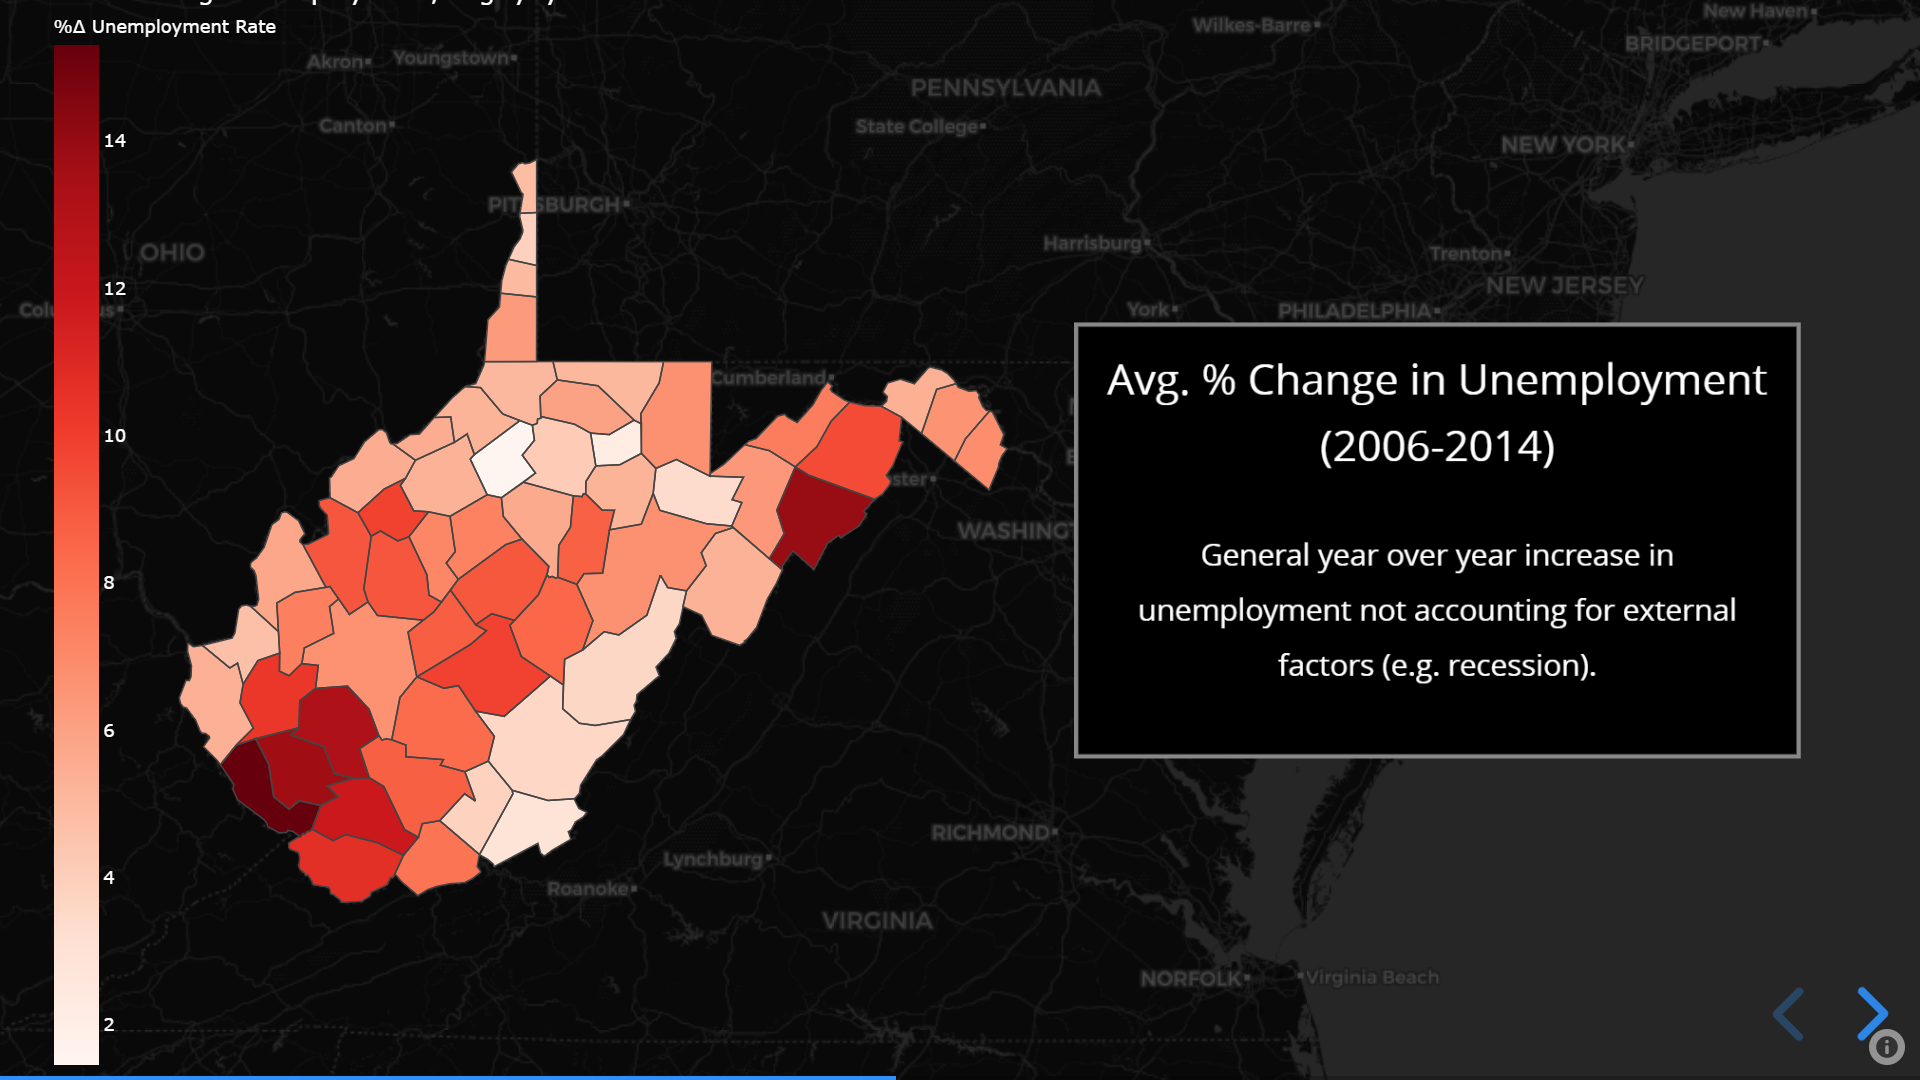 %Δ Unemployment Rate
14
12
10
8
6
4
2
Akron
Youngstown
Canton
OHIO
PENNSYLVANIA
State College
Wilkes-Barre
New Haven
BRIDGEPORT
NEW YORK
Harrisburg
Trenton
NEW JERSEY
York
PHILADELPHIA
Cumberland
RICHMOND
Lynchburg
Roanoke
VIRGINIA
NORFOLK
Virginia Beach
Avg. % Change in Unemployment
(2006-2014)
General year over year increase in
unemployment not accounting for external
factors (e.g. recession).